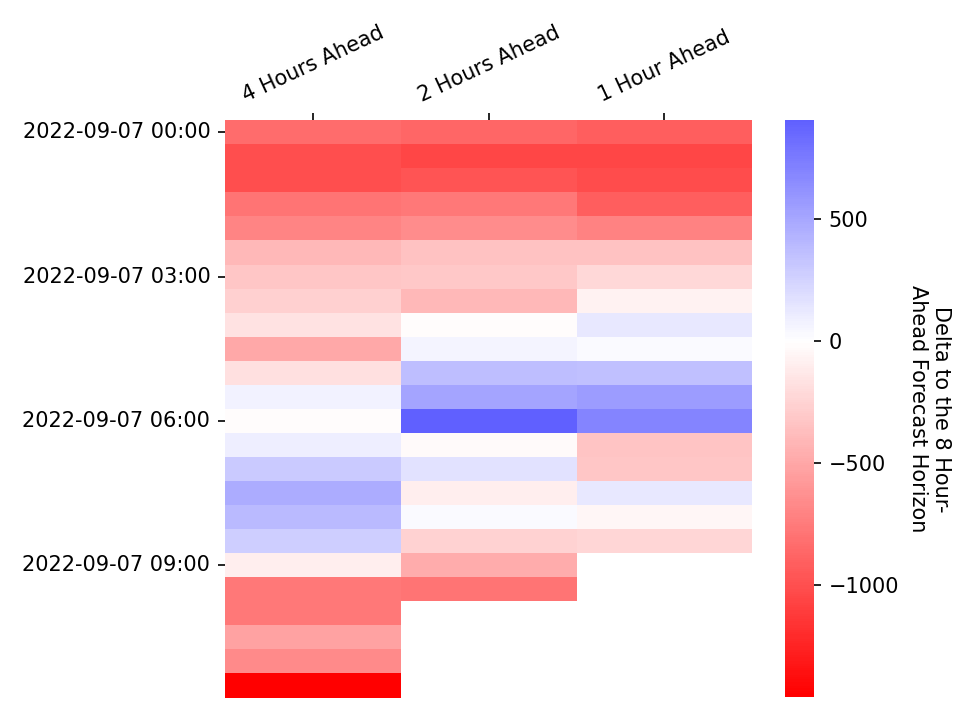 4 Hours Ahead
2 Hours Ahead
1 Hour Ahead
2022-09-07 00:00
2022-09-07 03:00
2022-09-07 06:00
2022-09-07 09:00
500
0
−500
−1000
Delta to the 8 Hour-
Ahead Forecast Horizon